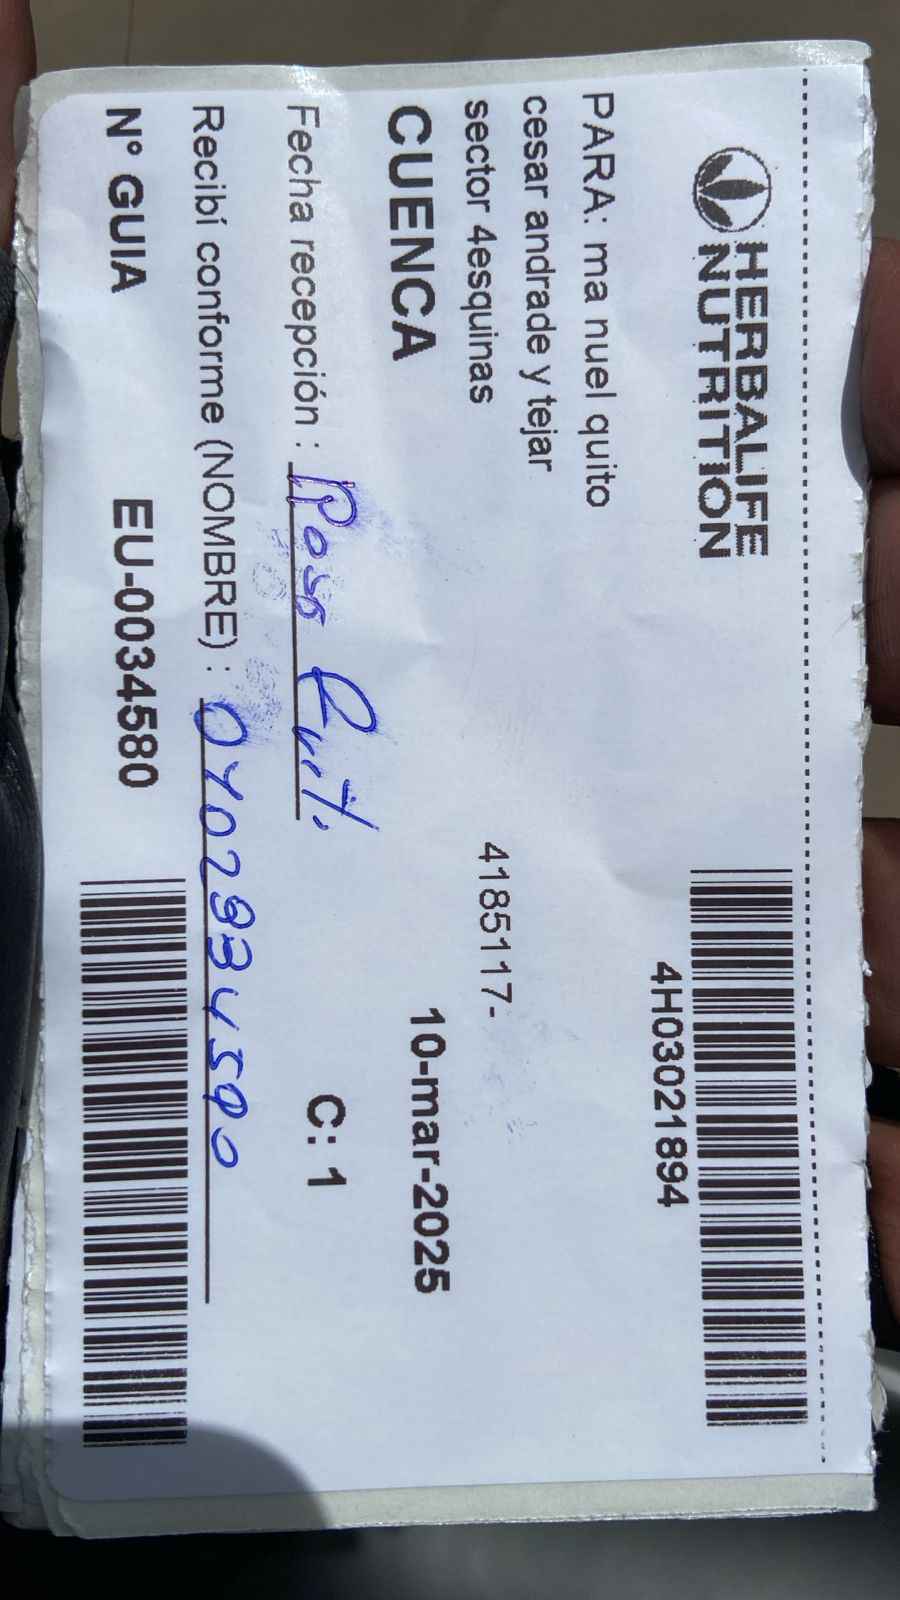 HERBALIFE
NUTRITION
4H03021894
PARA: ma nuel quito
cesar andrade y tejar
sector 4esquinas
4185117-
CUENCA
10-mar-2025
Fecha recepción : Rosa
C: 1
Recibí conforme (NOMBRE) :
N° GUIA EU-0034580